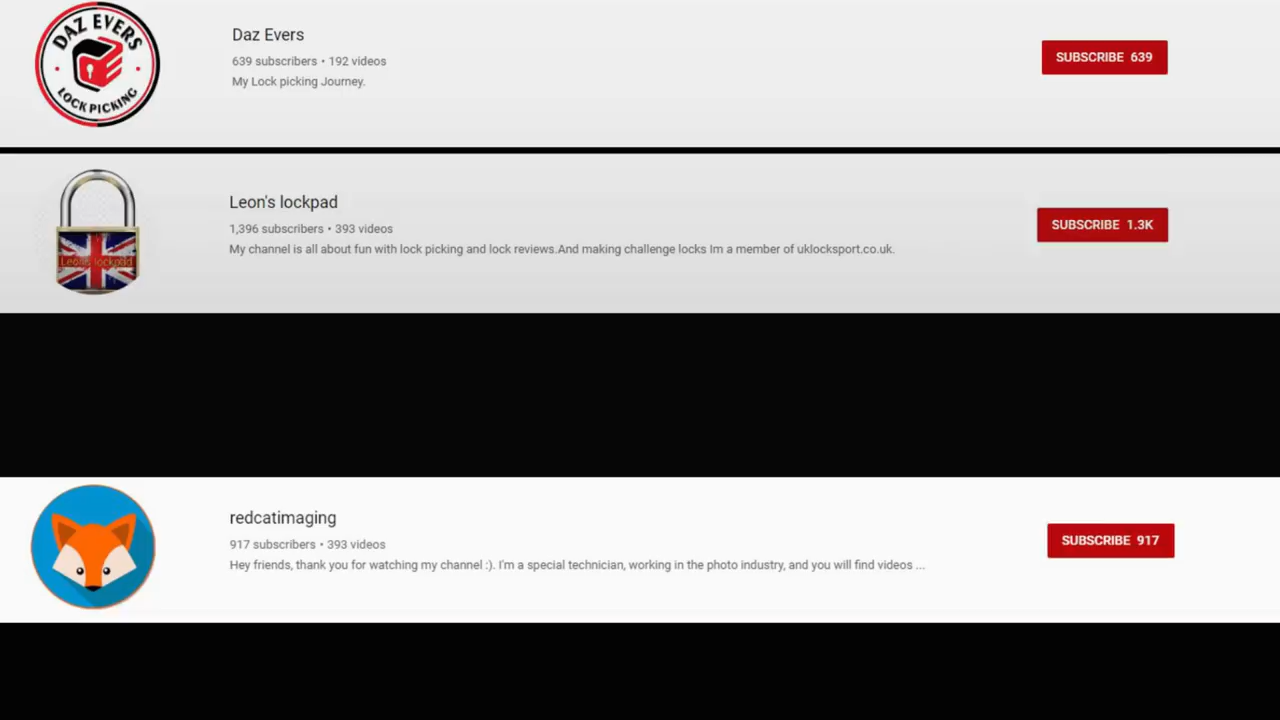 DAZ EVERS
LOCK PICKING
Daz Evers
639 subscribers • 192 videos
My Lock picking Journey.
SUBSCRIBE 639
Leon's lockpad
Leon's lockpad
1,396 subscribers • 393 videos
My channel is all about fun with lock picking and lock reviews.And making challenge locks Im a member of uklocksport.co.uk.
SUBSCRIBE 1.3K
redcatimaging
917 subscribers • 393 videos
Hey friends, thank you for watching my channel :). I'm a special technician, working in the photo industry, and you will find videos ...
SUBSCRIBE 917